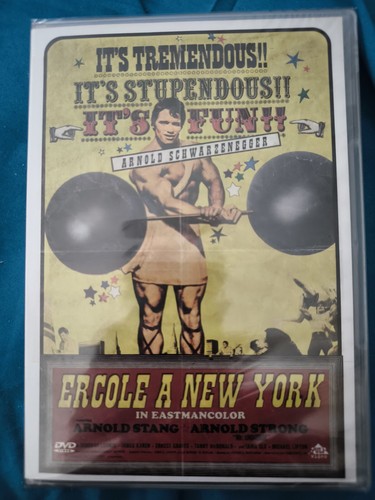 IT'S TREMENDOUS!!
IT'S STUPENDOUS!!
IT'S FUN!!
ARNOLD SCHWARZENEGGER
ERCOLE A NEW YORK
IN EASTMANCOLOR
ARNOLD STANG ARNOLD STRONG
DVD